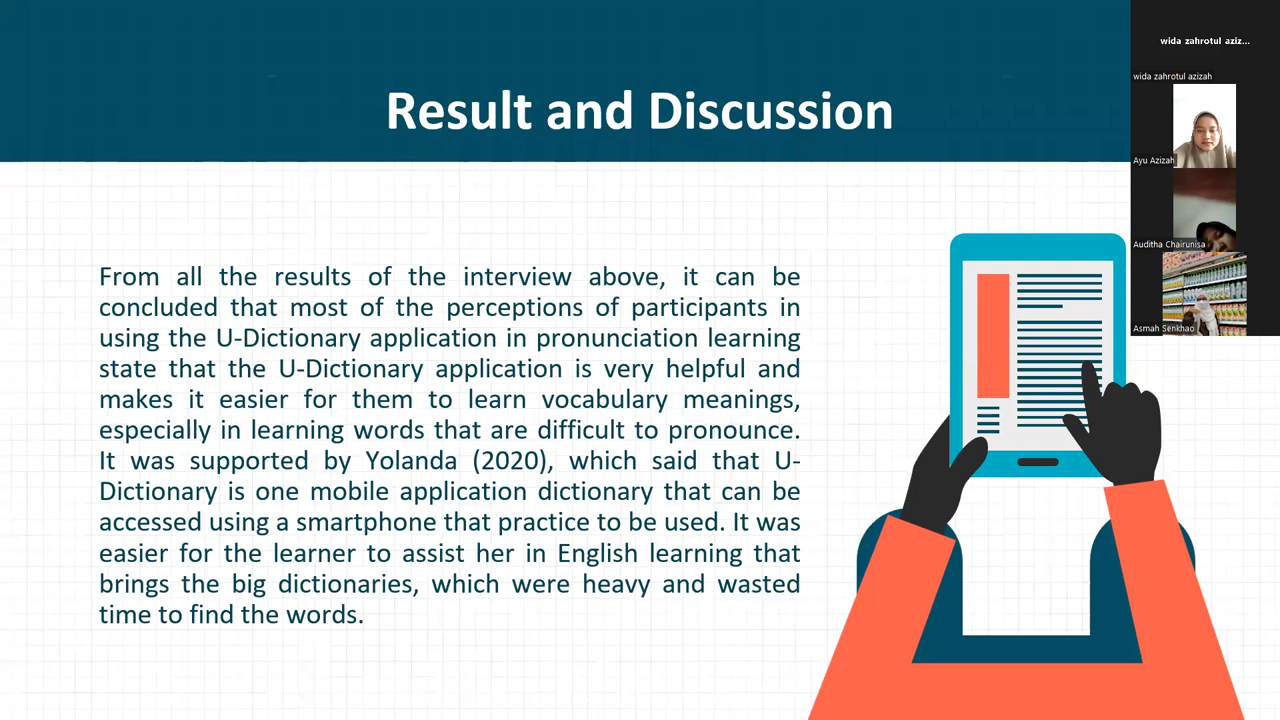 Result and Discussion
From all the results of the interview above, it can be
concluded that most of the perceptions of participants in
using the U-Dictionary application in pronunciation learning
state that the U-Dictionary application is very helpful and
makes it easier for them to learn vocabulary meanings,
especially in learning words that are difficult to pronounce.
It was supported by Yolanda (2020), which said that U-
Dictionary is one mobile application dictionary that can be
accessed using a smartphone that practice to be used. It was
easier for the learner to assist her in English learning that
brings the big dictionaries, which were heavy and wasted
time to find the words.
wida zahrotul aziz...
wida zahrotul azizah
Ayu Azizah
Auditha Chairunisa
Asmah Senkhao